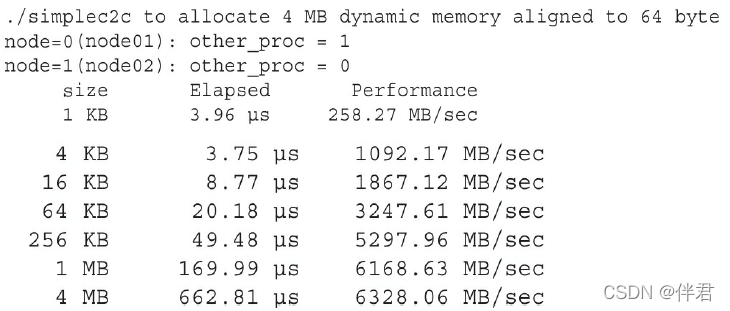 ./simplec2c to allocate 4 MB dynamic memory aligned to 64 byte
node=0(node01): other_proc = 1
node=1(node02): other_proc = 0
size Elapsed Performance
1 KB 3.96 µs 258.27 MB/sec
4 KB 3.75 µs 1092.17 MB/sec
16 KB 8.77 µs 1867.12 MB/sec
64 KB 20.18 µs 3247.61 MB/sec
256 KB 49.48 µs 5297.96 MB/sec
1 MB 169.99 µs 6168.63 MB/sec
4 MB 662.81 µs 6328.06 MB/sec
CSDN @伴君